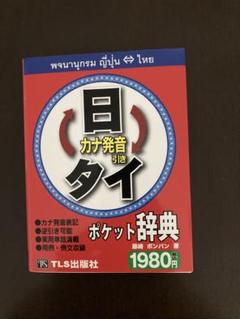 พจนานุกรม ญี่ปุ่น ⇔ ไทย
日
カナ発音
引き
タイ
ポケット辞典
●カナ発音表記
●逆引き可能
●実用単語満載
●用例・例文収録
藤崎 ポンパン 著
TLS出版社
1980円